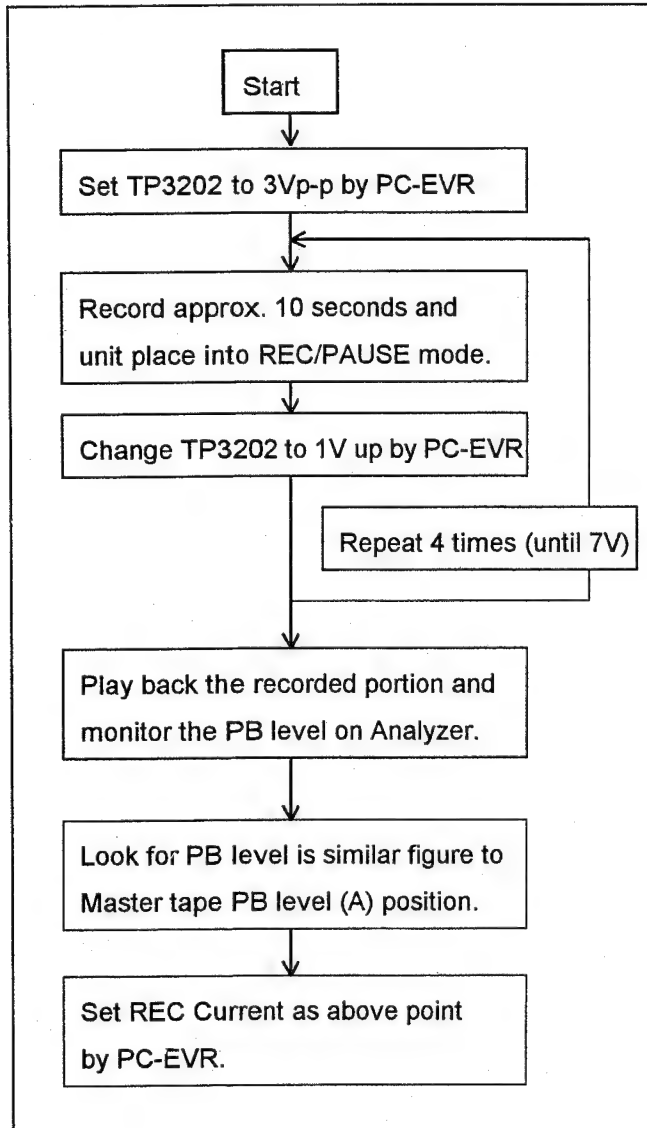 Start
Set TP3202 to 3Vp-p by PC-EVR
Record approx. 10 seconds and
unit place into REC/PAUSE mode.
Change TP3202 to 1V up by PC-EVR
Repeat 4 times (until 7V)
Play back the recorded portion and
monitor the PB level on Analyzer.
Look for PB level is similar figure to
Master tape PB level (A) position.
Set REC Current as above point
by PC-EVR.